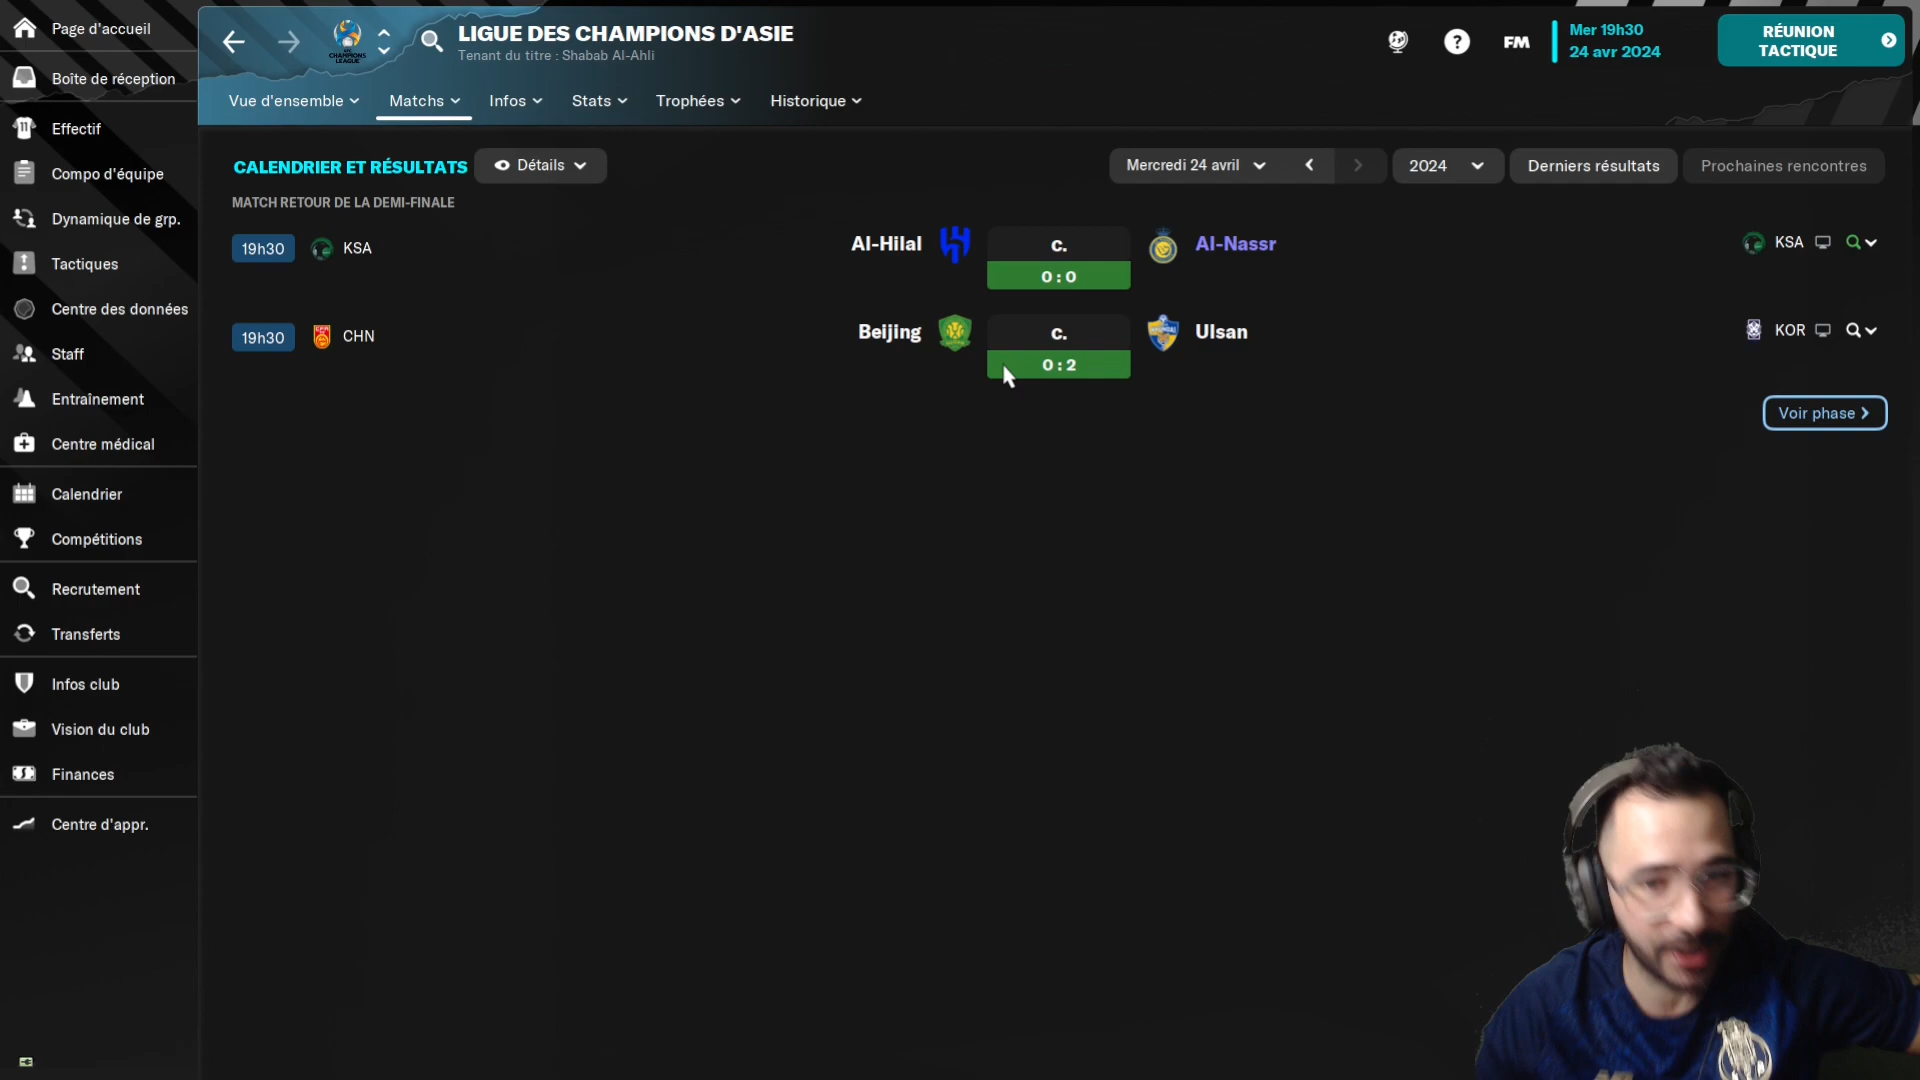 Page d'accueil
Boîte de réception
Effectif
Compo d'équipe
Dynamique de grp.
Tactiques
Centre des données
Staff
Entraînement
Centre médical
Calendrier
Compétitions
Recrutement
Transferts
Infos club
Vision du club
Finances
Centre d'appr.
CHAMPIONS
LEAGUE
LIGUE DES CHAMPIONS D'ASIE
Tenant du titre : Shabab Al-Ahli
?
FM
Mer 19h30
24 avr 2024
RÉUNION
TACTIQUE
Vue d'ensemble
Matchs
Infos
Stats
Trophées
Historique
CALENDRIER ET RÉSULTATS
Détails
Mercredi 24 avril
2024
Derniers résultats
Prochaines rencontres
MATCH RETOUR DE LA DEMI-FINALE
19h30 KSA Al-Hilal c. Al-Nassr KSA
0 : 0
19h30 CHN Beijing c. Ulsan KOR
0 : 2
Voir phase